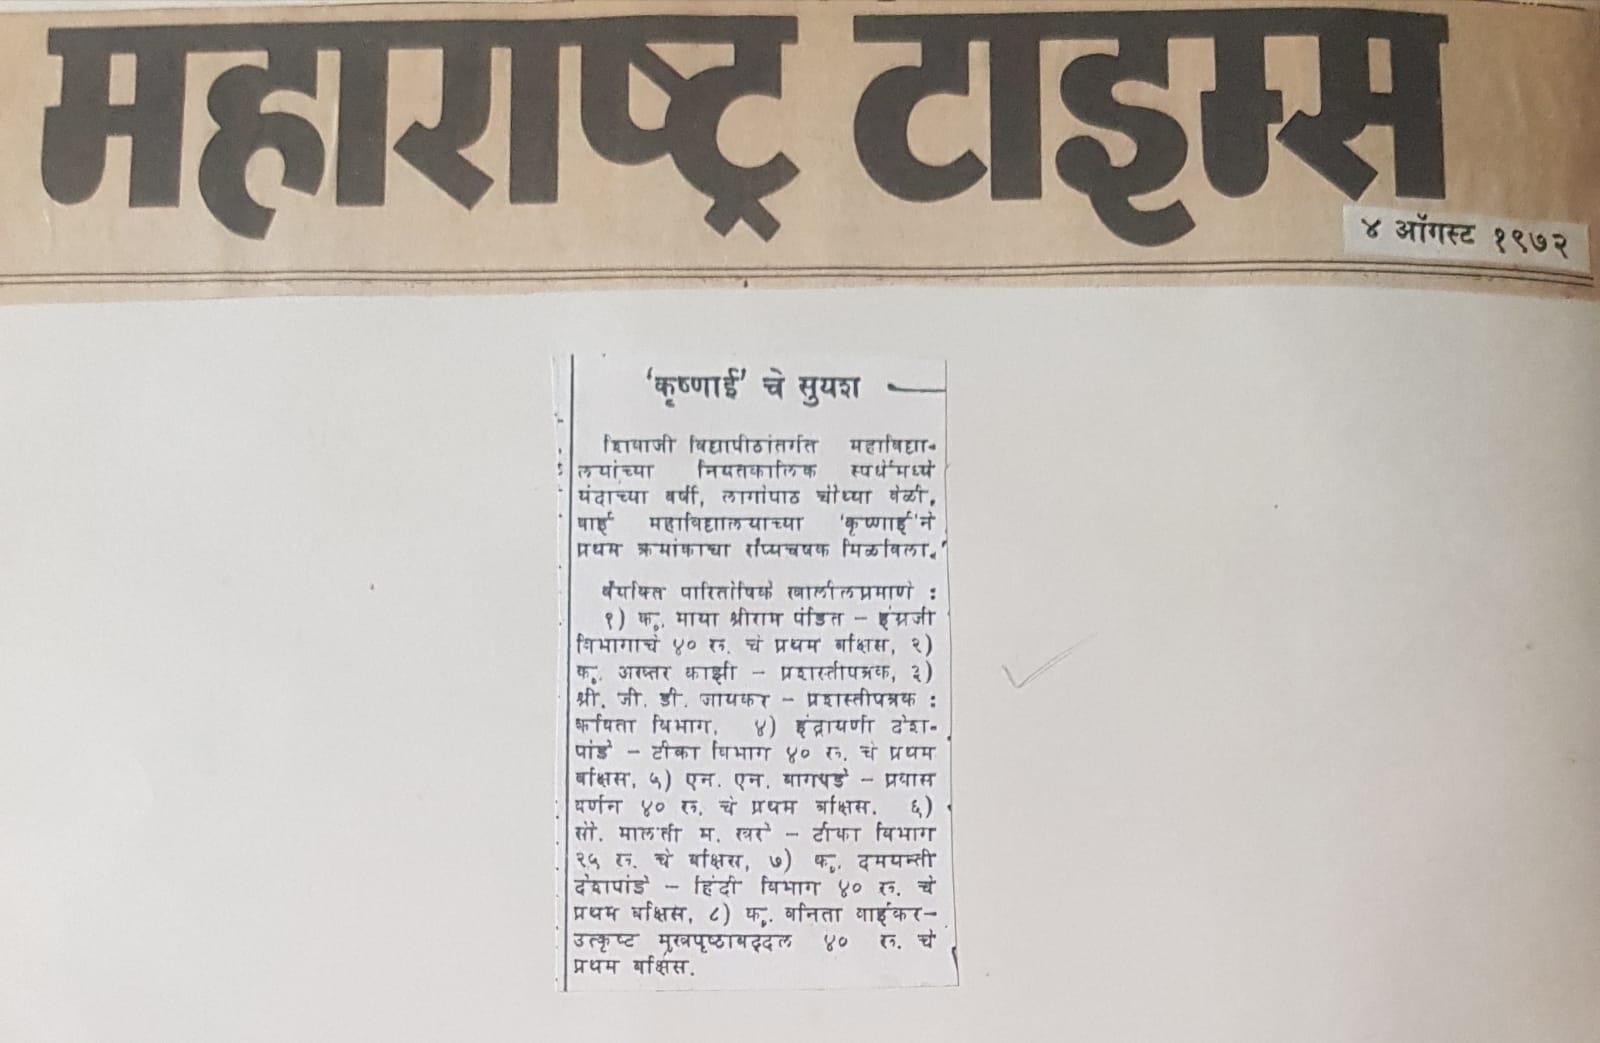 महाराष्ट्र टाइम्स
४ ऑगस्ट १९७२
'कृष्णाई' चे सुयश
शिवाजी विद्यापीठांतर्गत महाविद्या-
लयांच्या नियतकालिक स्पर्धेमध्ये
यंदाच्या वर्षी, लागोपाठ चौथ्या वेळी,
वाई महाविद्यालयाच्या 'कृष्णाई'ने
प्रथम क्रमांकाचा रौप्यचषक मिळविला.
वैयक्तिक पारितोषिके खालीलप्रमाणे :
१) कु. माया श्रीराम पंडित – इंग्रजी
विभागाचे ४० रु. चे प्रथम बक्षिस, २)
कु. अख्तर काझी – प्रशस्तीपत्रक, ३)
श्री. जी. डी. जायकर – प्रशस्तीपत्रक :
कविता विभाग, ४) इंद्रायणी देश-
पांडे – टीका विभाग ४० रु. चे प्रथम
बक्षिस, ५) एन. एन. – प्रवास
वर्णन ४० रु. चे प्रथम बक्षिस. ६)
सौ. मालती म. खरे – टीका विभाग
२५ रु. चे बक्षिस, ७) कु. दमयन्ती
देशपांडे – हिंदी विभाग ४० रु. चे
प्रथम बक्षिस, ८) कु. वनिता वाईकर–
उत्कृष्ट मुखपृष्ठाबद्दल ४० रु. चे
प्रथम बक्षिस.